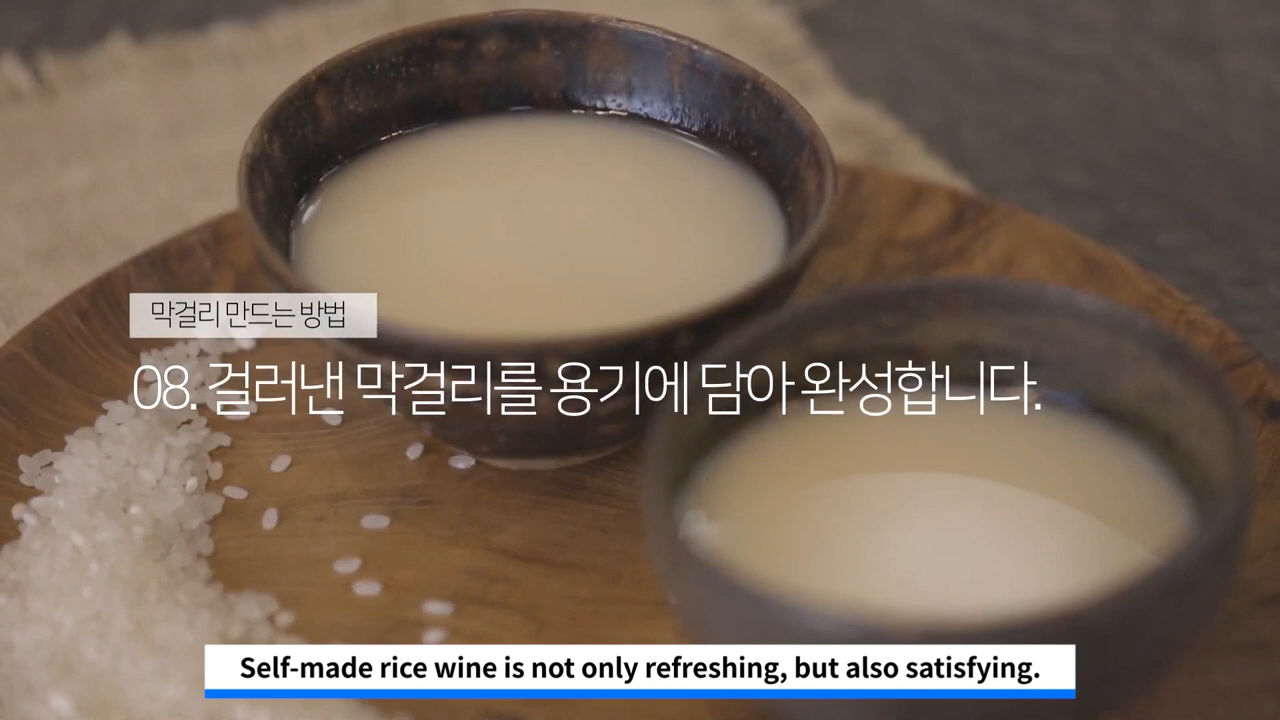 막걸리 만드는 방법
08. 걸러낸 막걸리를 용기에 담아 완성합니다.
Self-made rice wine is not only refreshing, but also satisfying.